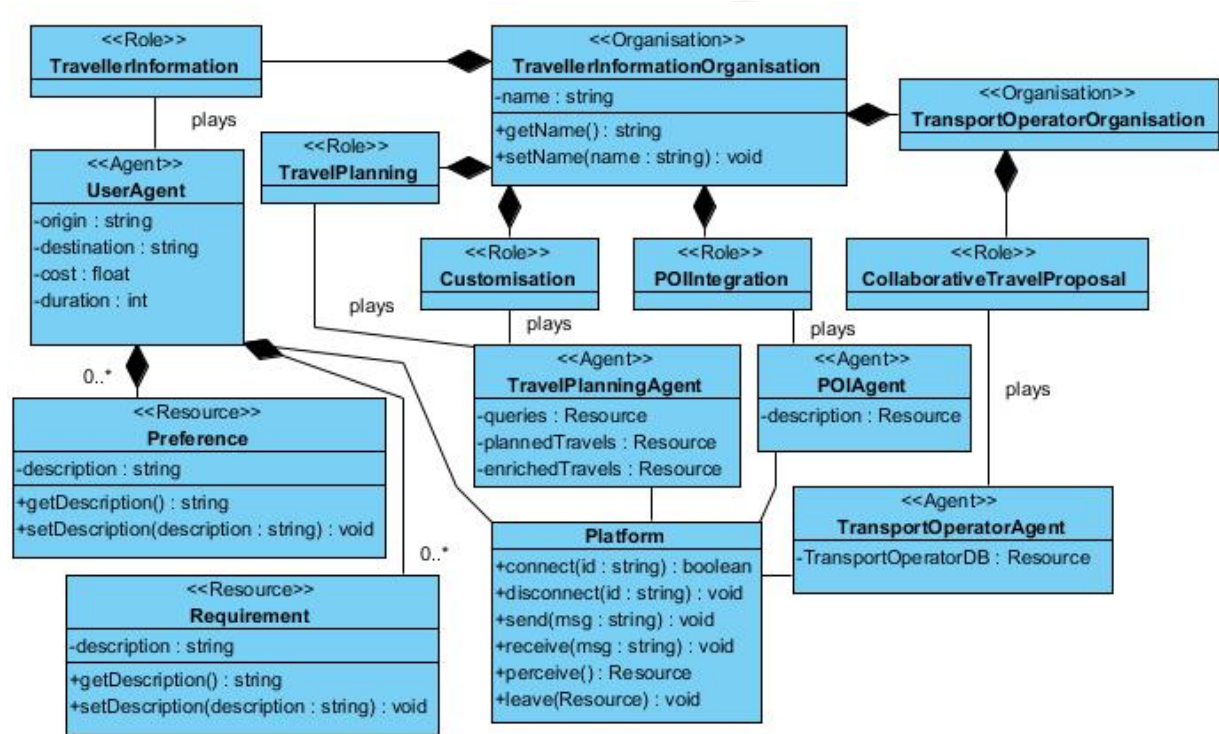 <<Role>>
TravellerInformation
<<Organisation>>
TravellerInformationOrganisation
-name : string
+getName() : string
+setName(name : string) : void
<<Organisation>>
TransportOperatorOrganisation
plays
<<Role>>
TravelPlanning
<<Agent>>
UserAgent
-origin : string
-destination : string
-cost : float
-duration : int
<<Role>>
Customisation
<<Role>>
POIIntegration
<<Role>>
CollaborativeTravelProposal
plays
plays
plays
plays
<<Agent>>
TravelPlanningAgent
-queries : Resource
-plannedTravels : Resource
-enrichedTravels : Resource
<<Agent>>
POIAgent
-description : Resource
0..*
<<Resource>>
Preference
-description : string
+getDescription() : string
+setDescription(description : string) : void
<<Agent>>
TransportOperatorAgent
-TransportOperatorDB : Resource
0..*
Platform
+connect(id : string) : boolean
+disconnect(id : string) : void
+send(msg : string) : void
+receive(msg : string) : void
+perceive() : Resource
+leave(Resource) : void
<<Resource>>
Requirement
-description : string
+getDescription() : string
+setDescription(description : string) : void